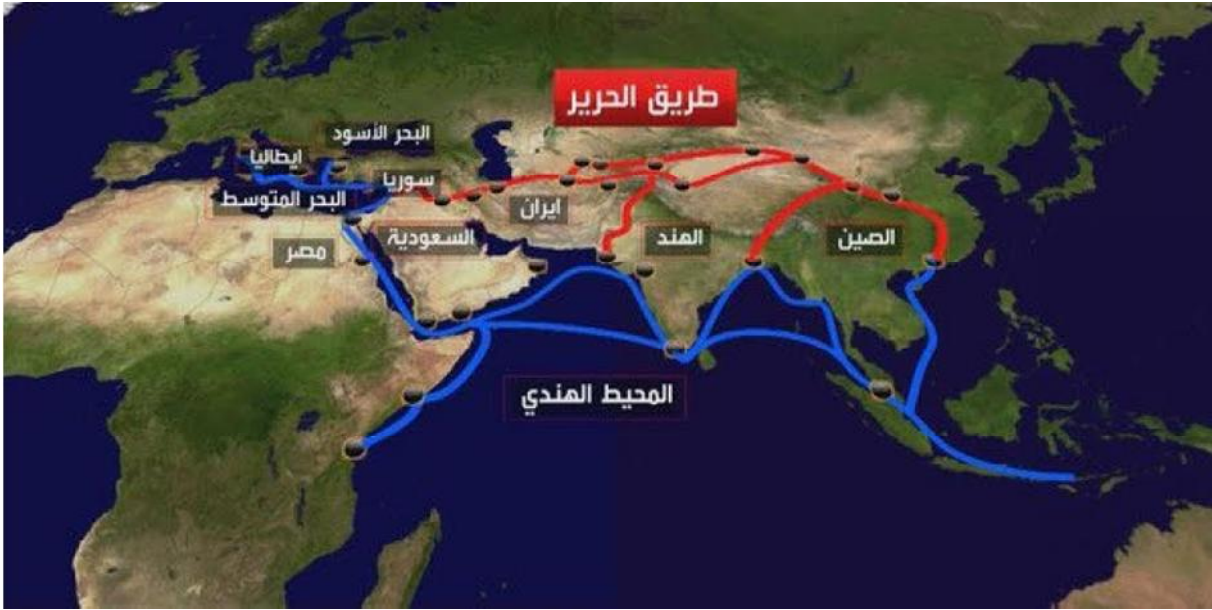 طريق الحرير
البحر الأسود
ايطاليا
سوريا
البحر المتوسط
ايران
السعودية
الهند
الصين
مصر
المحيط الهندي